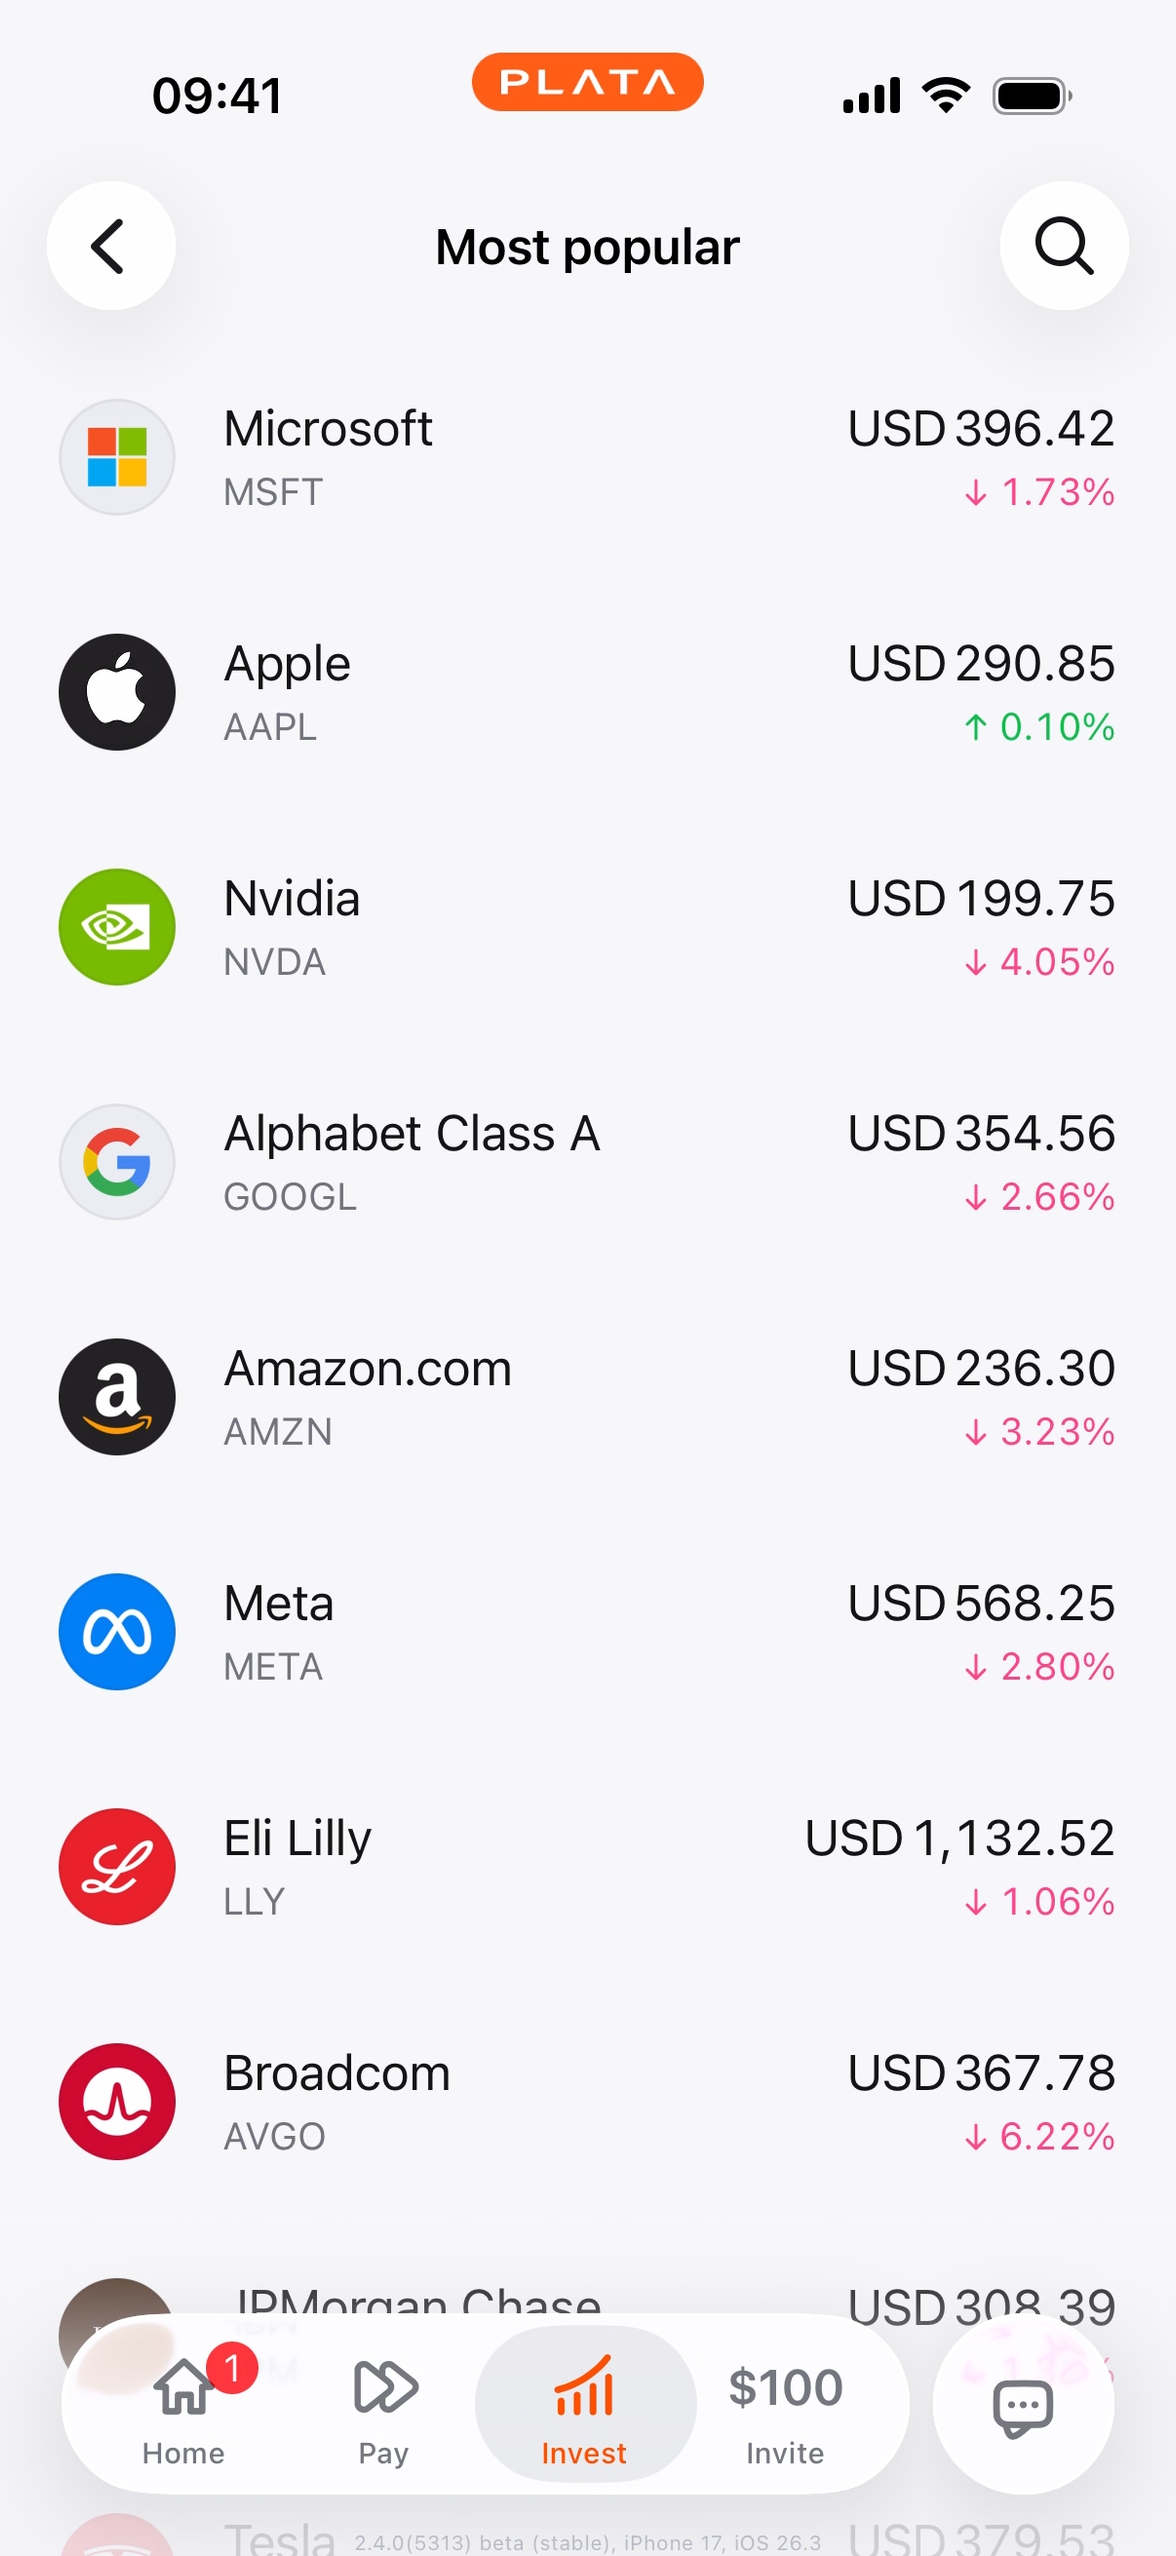 09:41
PLATA
Most popular
Microsoft
USD 396.42
MSFT
↓ 1.73%
Apple
USD 290.85
AAPL
↑ 0.10%
Nvidia
USD 199.75
NVDA
↓ 4.05%
Alphabet Class A
USD 354.56
GOOGL
↓ 2.66%
Amazon.com
USD 236.30
AMZN
↓ 3.23%
Meta
USD 568.25
META
↓ 2.80%
Eli Lilly
USD 1,132.52
LLY
↓ 1.06%
Broadcom
USD 367.78
AVGO
↓ 6.22%
JPMorgan Chase
USD 308.39
1
$100
Home
Pay
Invest
Invite
Tesla
2.4.0(5313) beta (stable), iPhone 17, iOS 26.3
USD 379.53